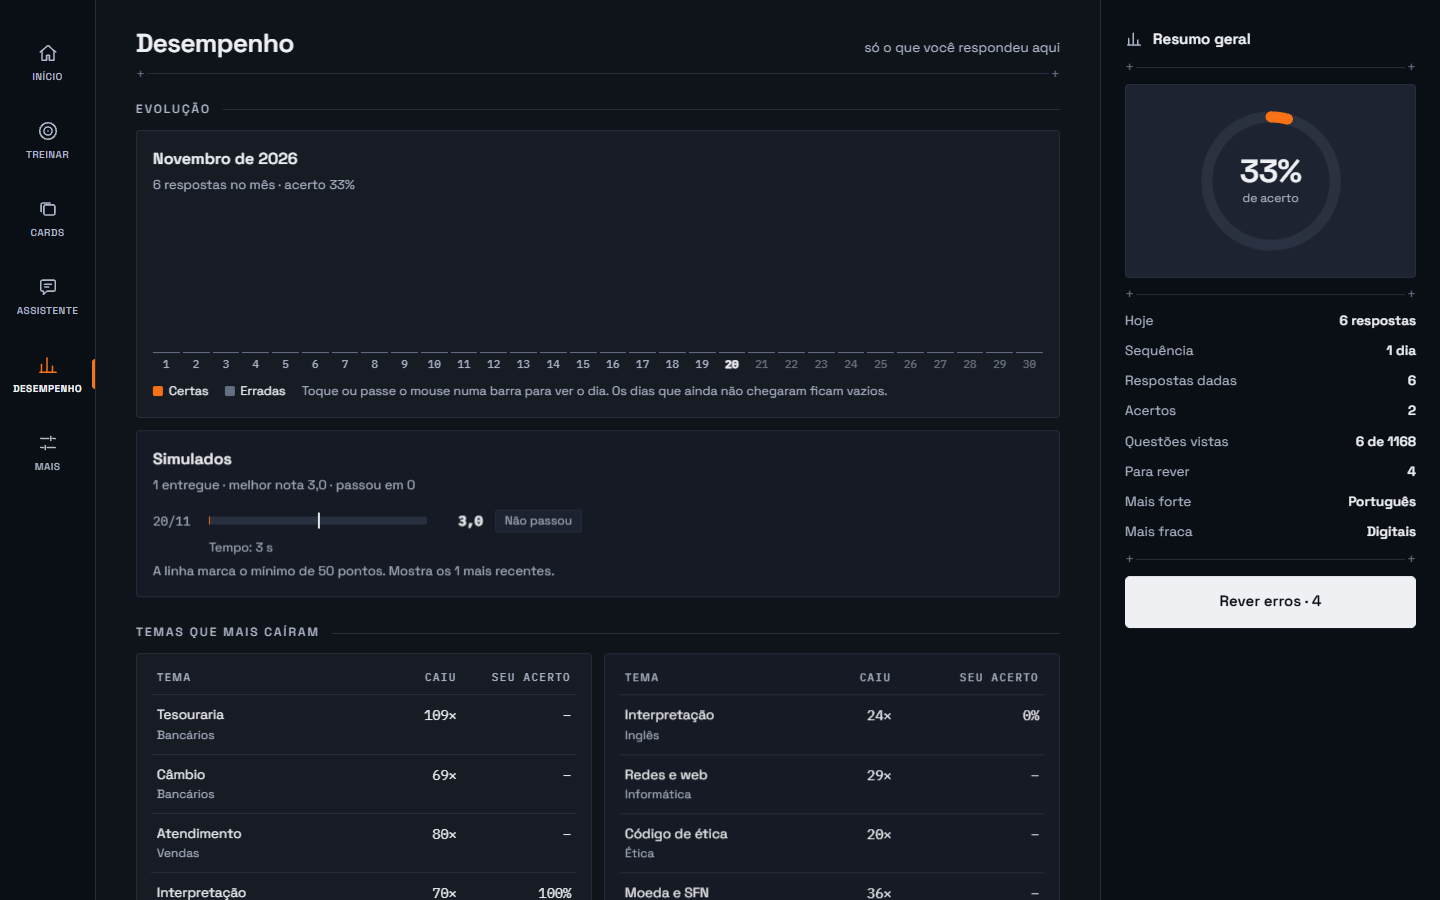 INÍCIO
TREINAR
CARDS
ASSISTENTE
DESEMPENHO
MAIS
Desempenho
só o que você respondeu aqui
EVOLUÇÃO
Novembro de 2026
6 respostas no mês · acerto 33%
1 2 3 4 5 6 7 8 9 10 11 12 13 14 15 16 17 18 19 20 21 22 23 24 25 26 27 28 29 30
Certas Erradas Toque ou passe o mouse numa barra para ver o dia. Os dias que ainda não chegaram ficam vazios.
Simulados
1 entregue · melhor nota 3,0 · passou em 0
20/11 3,0 Não passou
Tempo: 3 s
A linha marca o mínimo de 50 pontos. Mostra os 1 mais recentes.
TEMAS QUE MAIS CAÍRAM
TEMA CAIU SEU ACERTO
Tesouraria 109× —
Bancários
Câmbio 69× —
Bancários
Atendimento 80× —
Vendas
Interpretação 70× 100%
TEMA CAIU SEU ACERTO
Interpretação 24× 0%
Inglês
Redes e web 29× —
Informática
Código de ética 20× —
Ética
Moeda e SFN 36× —
Resumo geral
33%
de acerto
Hoje 6 respostas
Sequência 1 dia
Respostas dadas 6
Acertos 2
Questões vistas 6 de 1168
Para rever 4
Mais forte Português
Mais fraca Digitais
Rever erros · 4